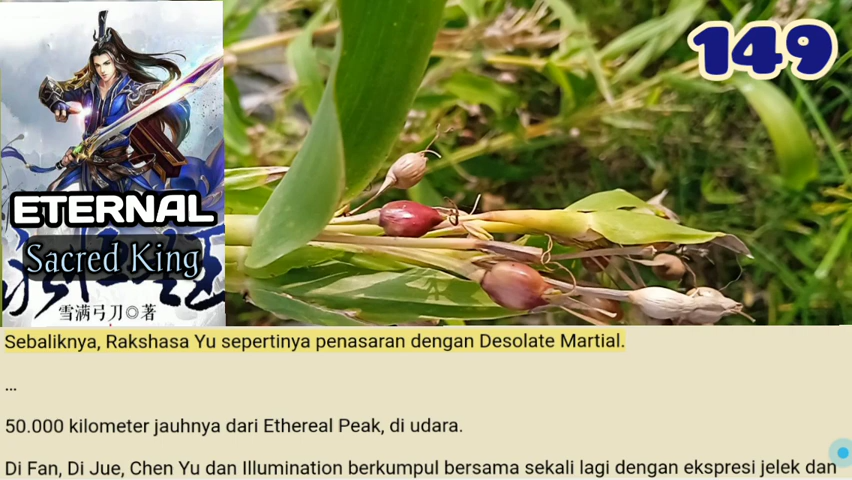 149
ETERNAL
Sacred King
雪满弓刀◎著
Sebaliknya, Rakshasa Yu sepertinya penasaran dengan Desolate Martial.
...
50.000 kilometer jauhnya dari Ethereal Peak, di udara.
Di Fan, Di Jue, Chen Yu dan Illumination berkumpul bersama sekali lagi dengan ekspresi jelek dan